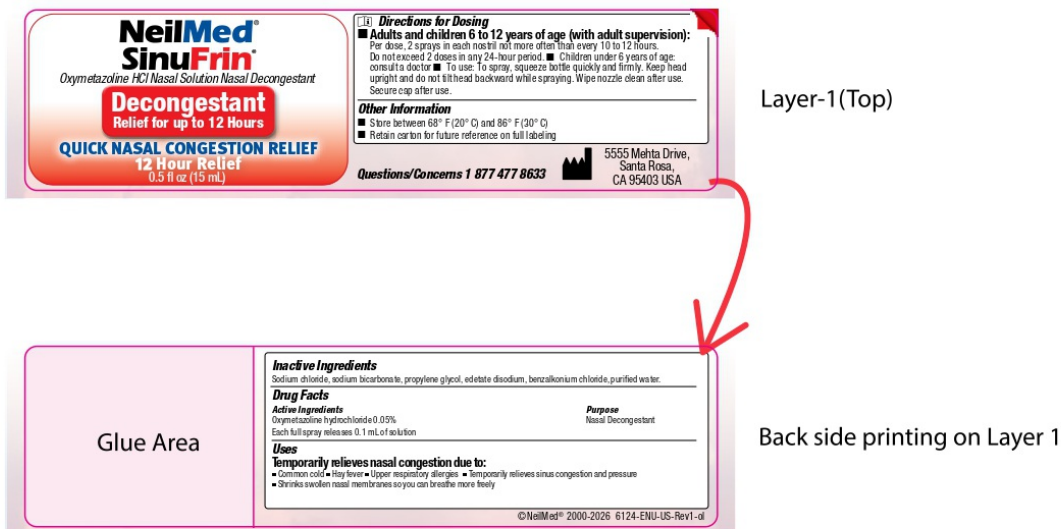 NeilMed®
SinuFrin®
Oxymetazoline HCl Nasal Solution Nasal Decongestant
Decongestant
Relief for up to 12 Hours
QUICK NASAL CONGESTION RELIEF
12 Hour Relief
0.5 fl oz (15 mL)
Directions for Dosing
■ Adults and children 6 to 12 years of age (with adult supervision):
Per dose, 2 sprays in each nostril not more often than every 10 to 12 hours.
Do not exceed 2 doses in any 24-hour period. ■ Children under 6 years of age:
consult a doctor ■ To use: To spray, squeeze bottle quickly and firmly. Keep head
upright and do not tilt head backward while spraying. Wipe nozzle clean after use.
Secure cap after use.
Other Information
■ Store between 68° F (20° C) and 86° F (30° C)
■ Retain carton for future reference on full labeling
Questions/Concerns 1 877 477 8633
5555 Mehta Drive,
Santa Rosa,
CA 95403 USA
Layer-1(Top)
Glue Area
Inactive Ingredients
Sodium chloride, sodium bicarbonate, propylene glycol, edetate disodium, benzalkonium chloride, purified water.
Drug Facts
Active Ingredients Purpose
Oxymetazoline hydrochloride 0.05% Nasal Decongestant
Each full spray releases 0.1 mL of solution
Uses
Temporarily relieves nasal congestion due to:
■ Common cold ■ Hay fever ■ Upper respiratory allergies ■ Temporarily relieves sinus congestion and pressure
■ Shrinks swollen nasal membranes so you can breathe more freely
©NeilMed® 2000-2026 6124-ENU-US-Rev1-ol
Back side printing on Layer 1